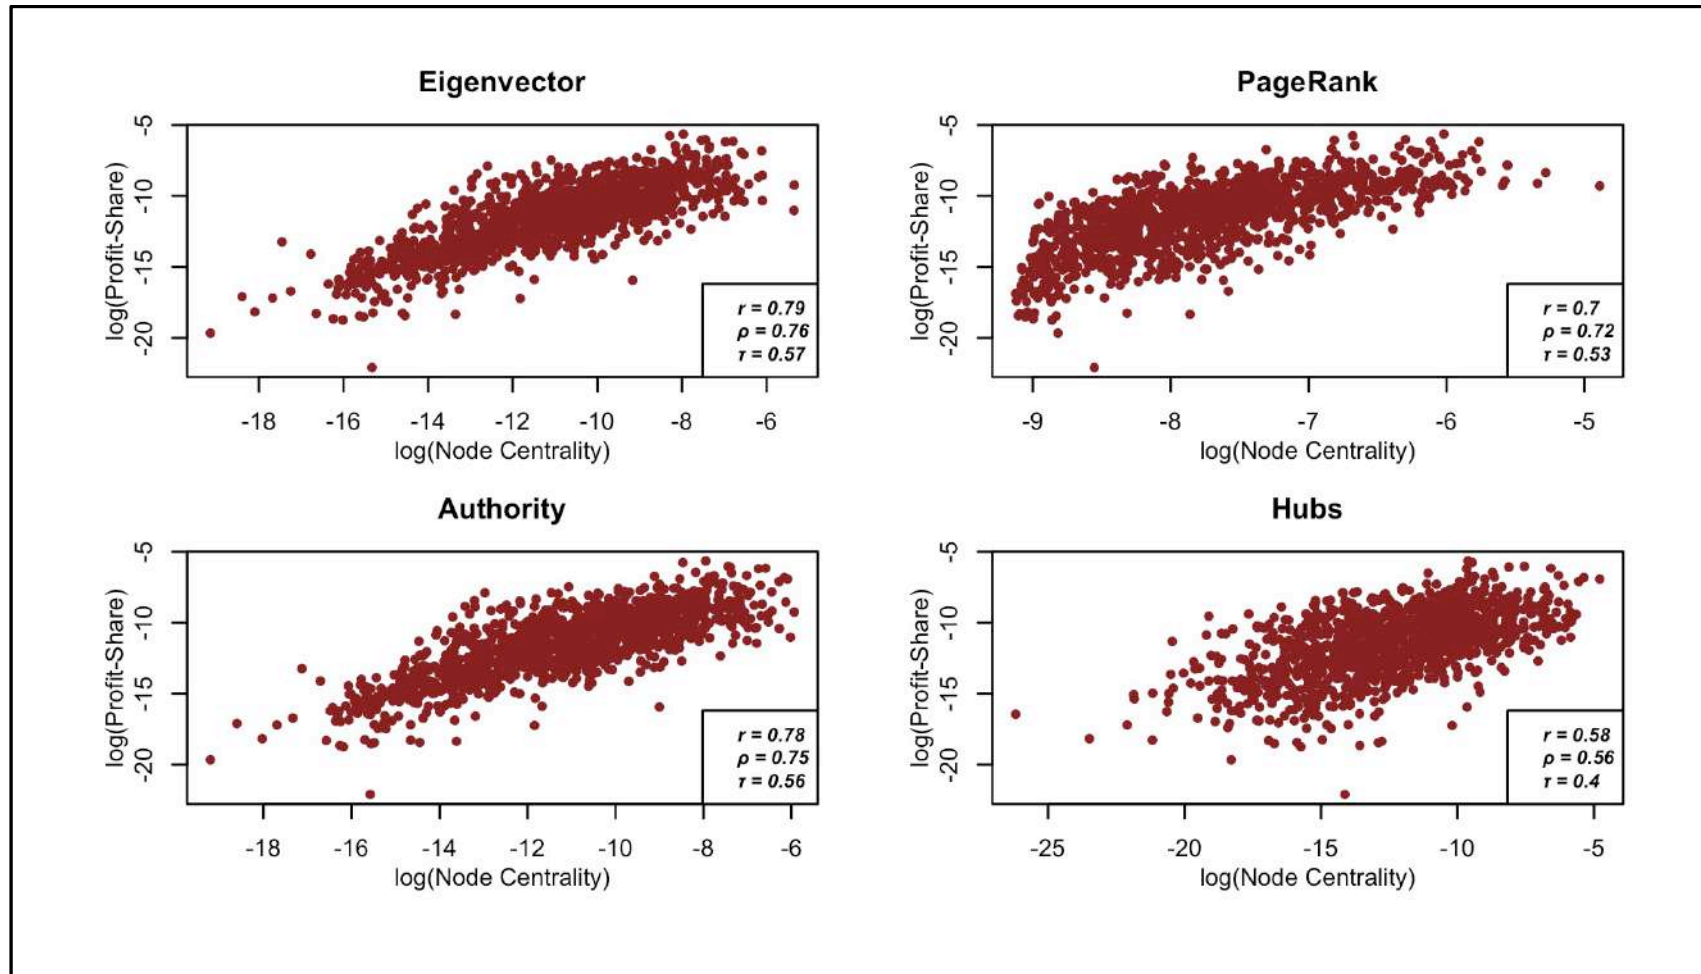 Eigenvector
log(Profit-Share)
-5
-10
-15
-20
r = 0.79
ρ = 0.76
τ = 0.57
-18 -16 -14 -12 -10 -8 -6
log(Node Centrality)
PageRank
log(Profit-Share)
-5
-10
-15
-20
r = 0.7
ρ = 0.72
τ = 0.53
-9 -8 -7 -6 -5
log(Node Centrality)
Authority
log(Profit-Share)
-5
-10
-15
-20
r = 0.78
ρ = 0.75
τ = 0.56
-18 -16 -14 -12 -10 -8 -6
log(Node Centrality)
Hubs
log(Profit-Share)
-5
-10
-15
-20
r = 0.58
ρ = 0.56
τ = 0.4
-25 -20 -15 -10 -5
log(Node Centrality)